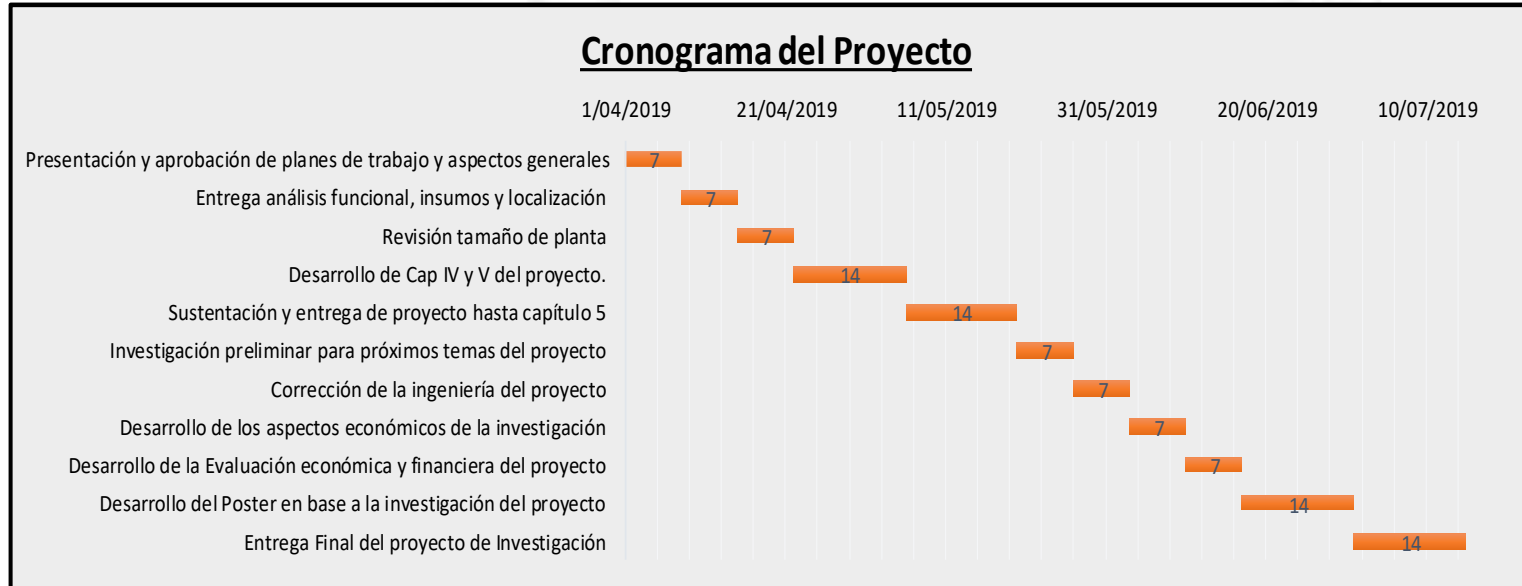 Cronograma del Proyecto
1/04/2019 21/04/2019 11/05/2019 31/05/2019 20/06/2019 10/07/2019
Presentación y aprobación de planes de trabajo y aspectos generales 7
Entrega análisis funcional, insumos y localización 7
Revisión tamaño de planta 7
Desarrollo de Cap IV y V del proyecto. 14
Sustentación y entrega de proyecto hasta capítulo 5 14
Investigación preliminar para próximos temas del proyecto 7
Corrección de la ingeniería del proyecto 7
Desarrollo de los aspectos económicos de la investigación 7
Desarrollo de la Evaluación económica y financiera del proyecto 7
Desarrollo del Poster en base a la investigación del proyecto 14
Entrega Final del proyecto de Investigación 14